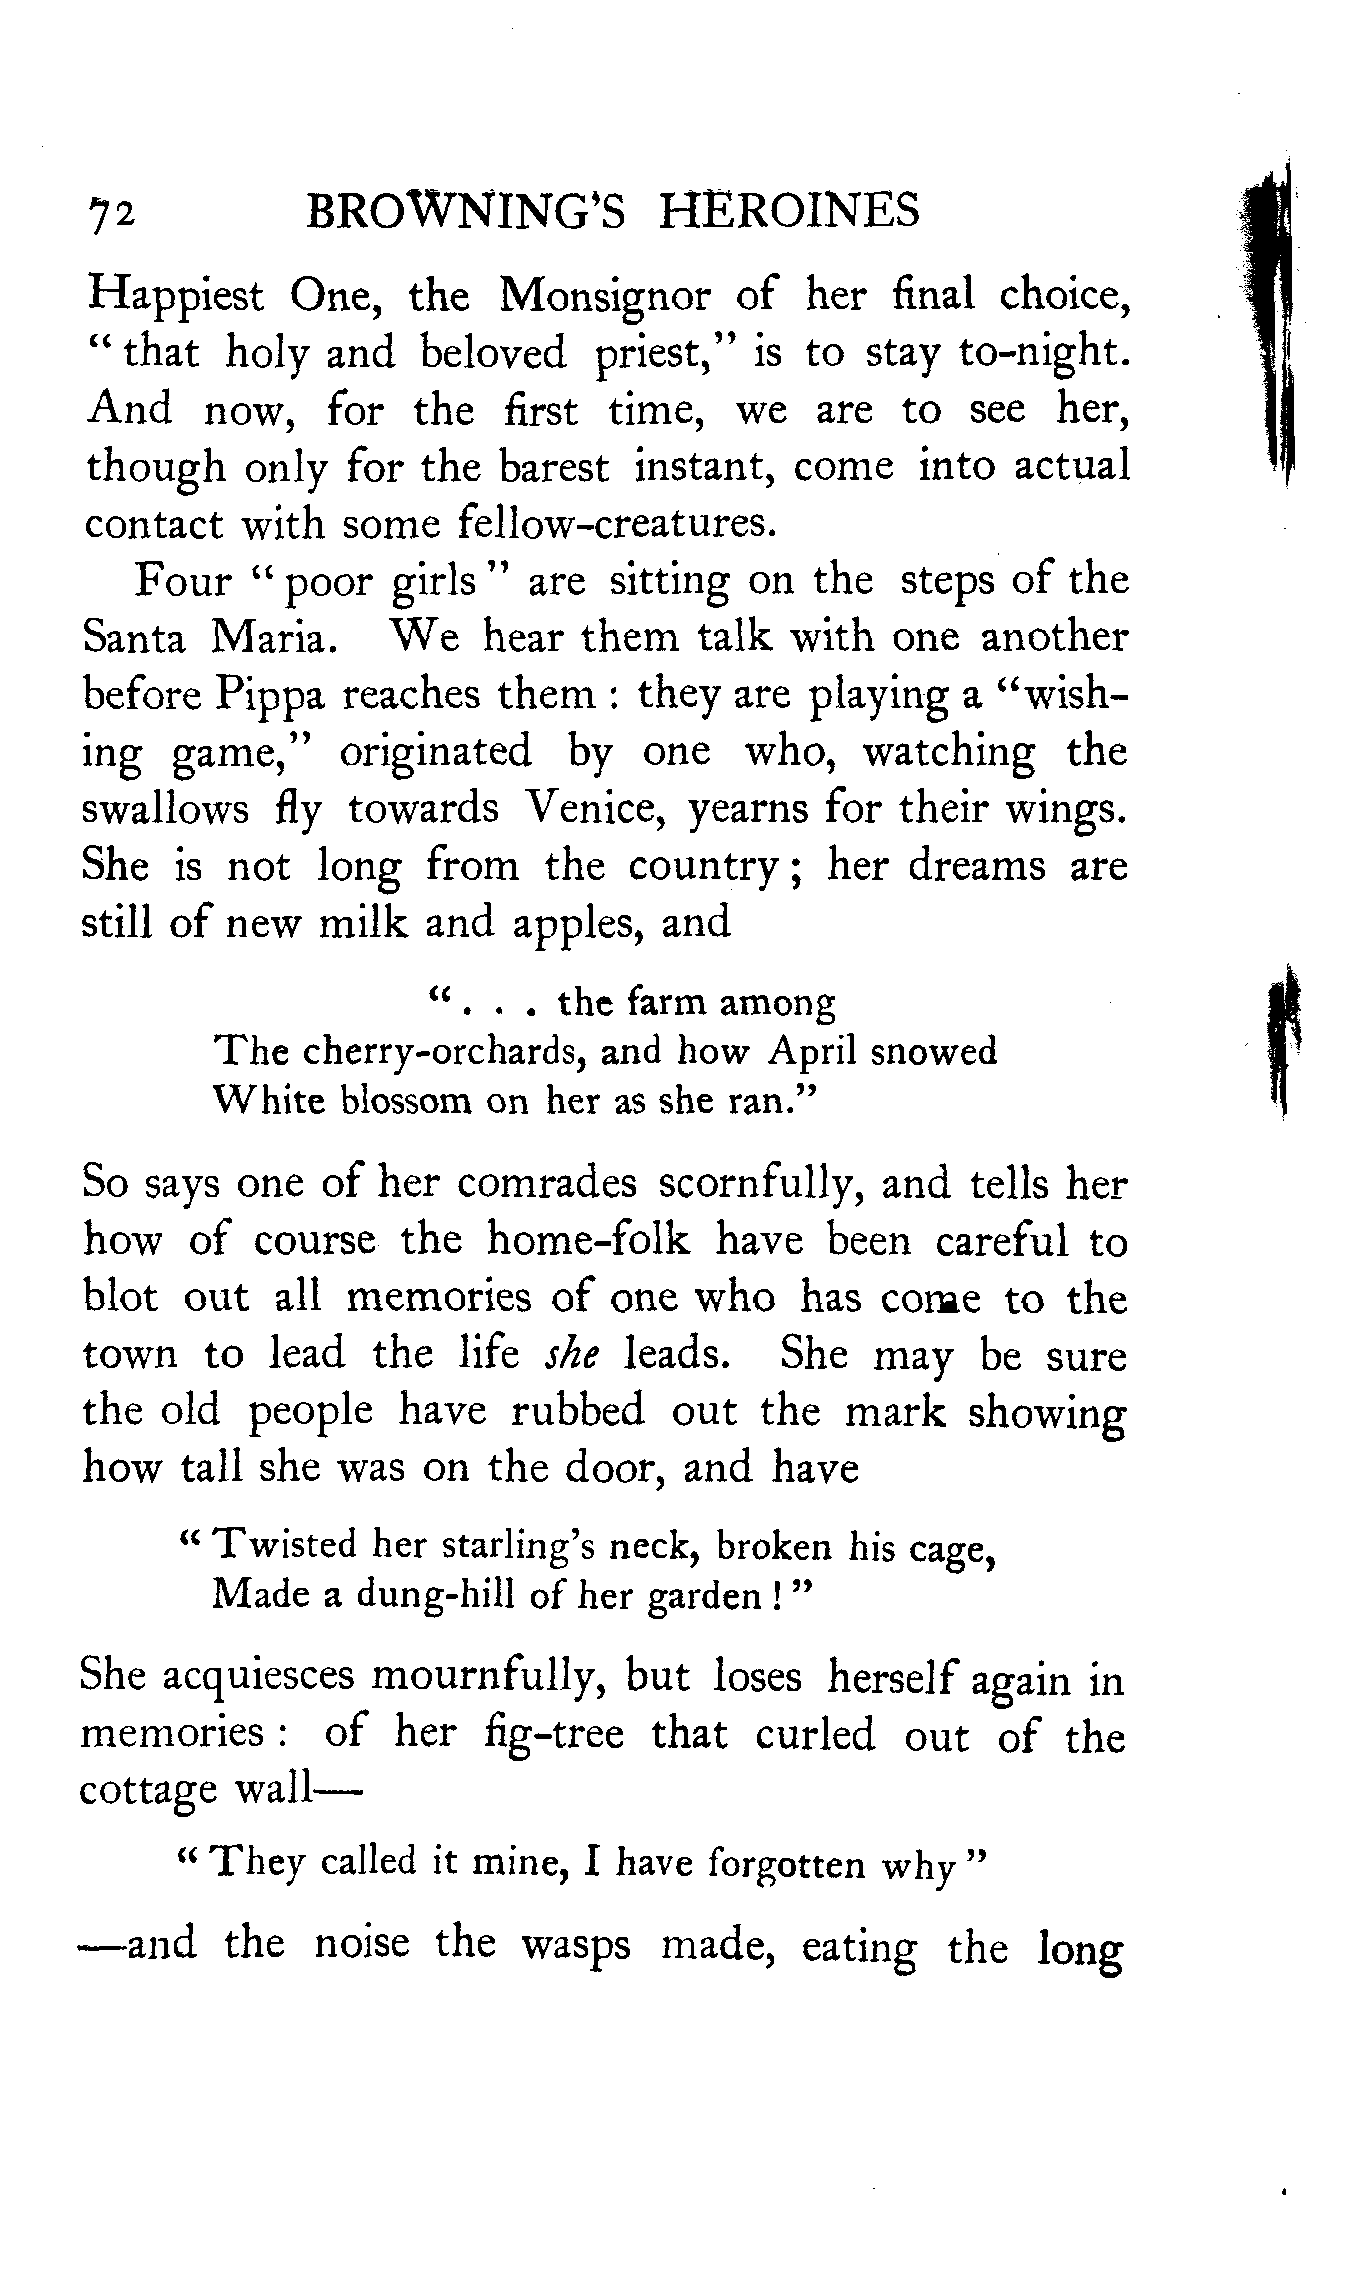 72 BROWNING'S HEROINES
Happiest One, the Monsignor of her final choice,
“ that holy and beloved priest,” is to stay to-night.
And now, for the first time, we are to see her,
though only for the barest instant, come into actual
contact with some fellow-creatures.
Four “ poor girls ” are sitting on the steps of the
Santa Maria. We hear them talk with one another
before Pippa reaches them : they are playing a “wish-
ing game,” originated by one who, watching the
swallows fly towards Venice, yearns for their wings.
She is not long from the country ; her dreams are
still of new milk and apples, and
“ . . . the farm among
The cherry-orchards, and how April snowed
White blossom on her as she ran.”
So says one of her comrades scornfully, and tells her
how of course the home-folk have been careful to
blot out all memories of one who has come to the
town to lead the life she leads. She may be sure
the old people have rubbed out the mark showing
how tall she was on the door, and have
“ Twisted her starling's neck, broken his cage,
Made a dung-hill of her garden ! ”
She acquiesces mournfully, but loses herself again in
memories : of her fig-tree that curled out of the
cottage wall—
“ They called it mine, I have forgotten why ”
—and the noise the wasps made, eating the long